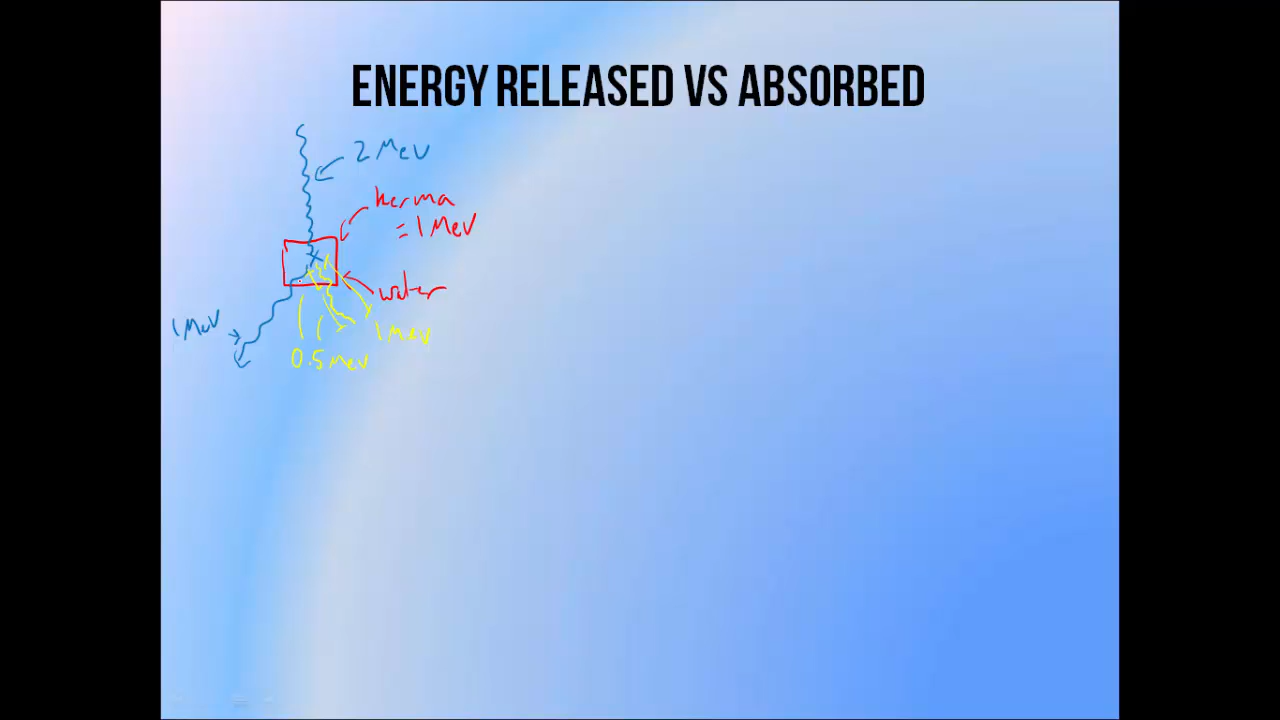 ENERGY RELEASED VS ABSORBED
2 MeV
kerma
= 1 MeV
water
1 MeV
1 MeV
0.5 MeV